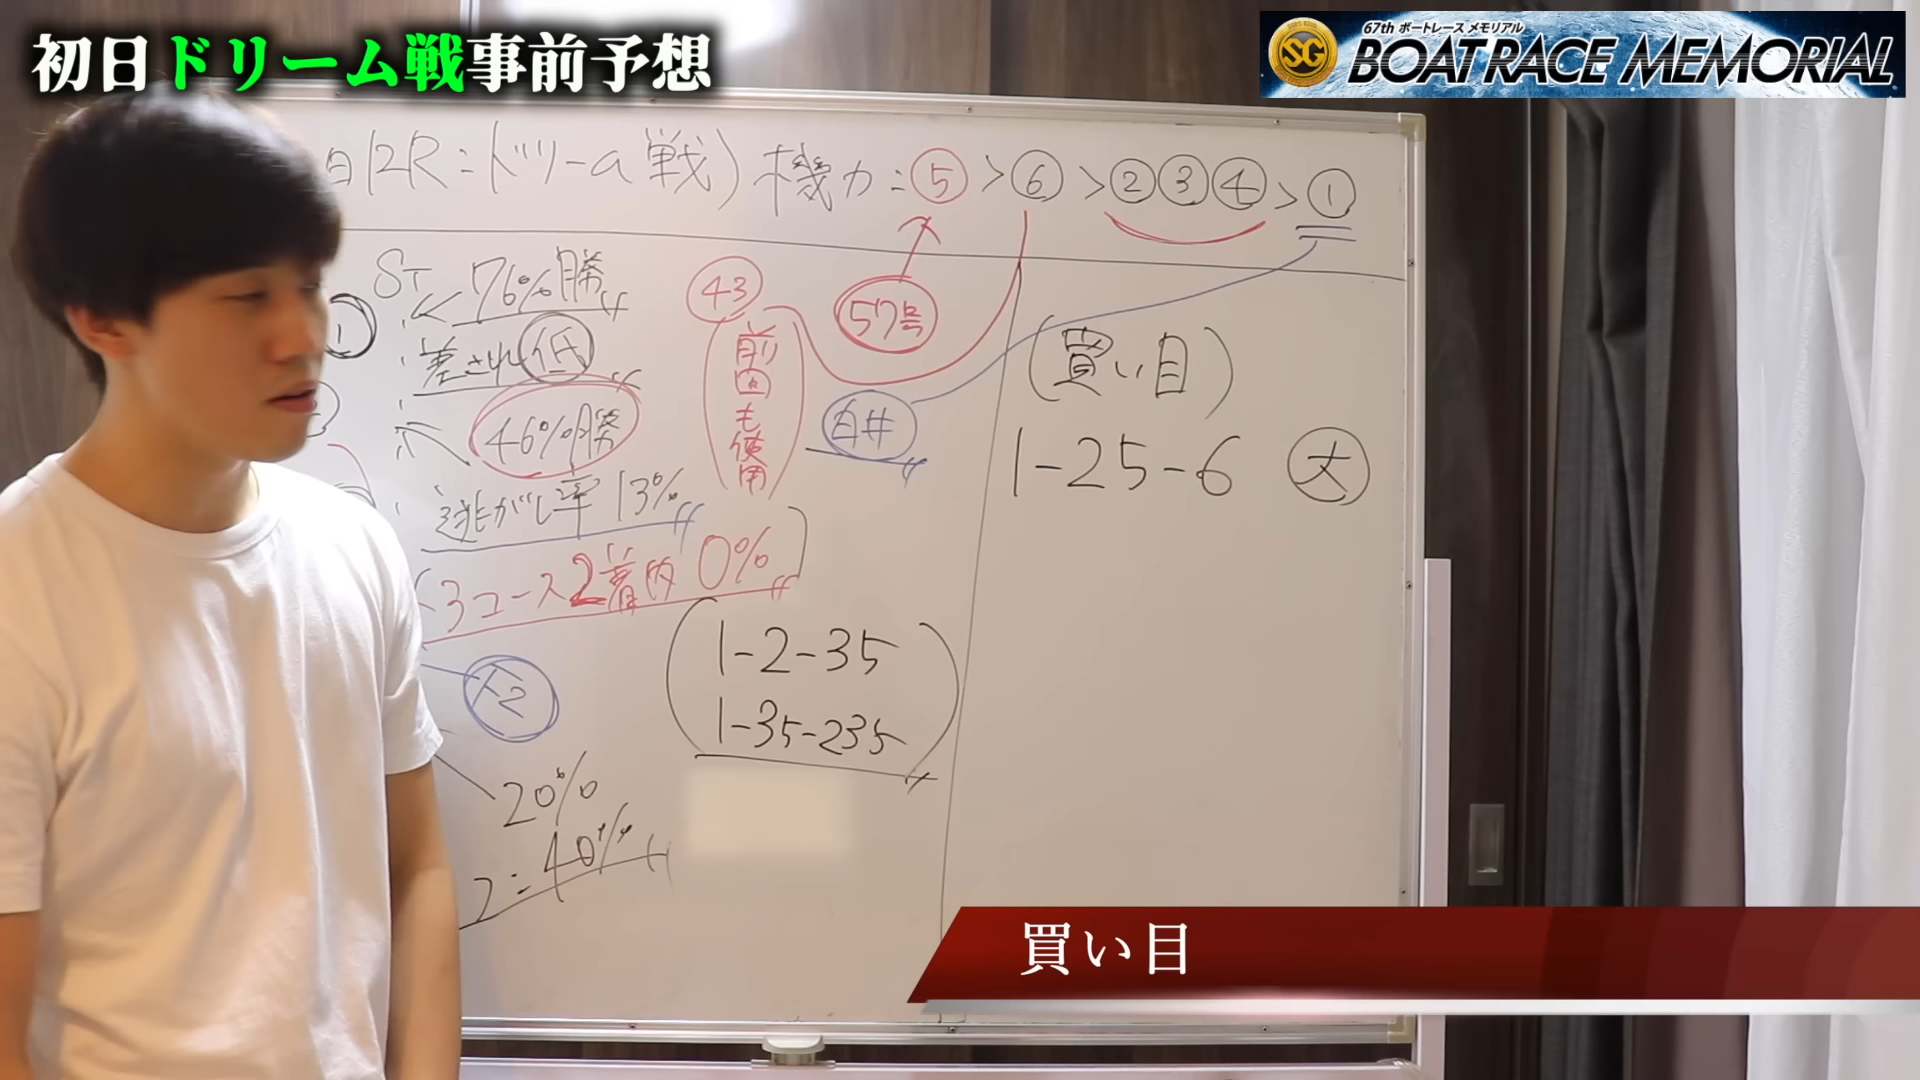 初日ドリーム戦事前予想
67th ボートレース メモリアル
SG BOAT RACE MEMORIAL
日12R:ドリーム戦) 機力:⑤>⑥>②③④>①
ST 76%勝
①
差され低
46%勝
逃がし率 13%
3コース2着内 0%
43
前回も使用
57号
白井
(買い目)
1-25-6 大
1-2-35
1-35-235
20%
2:40%
買い目